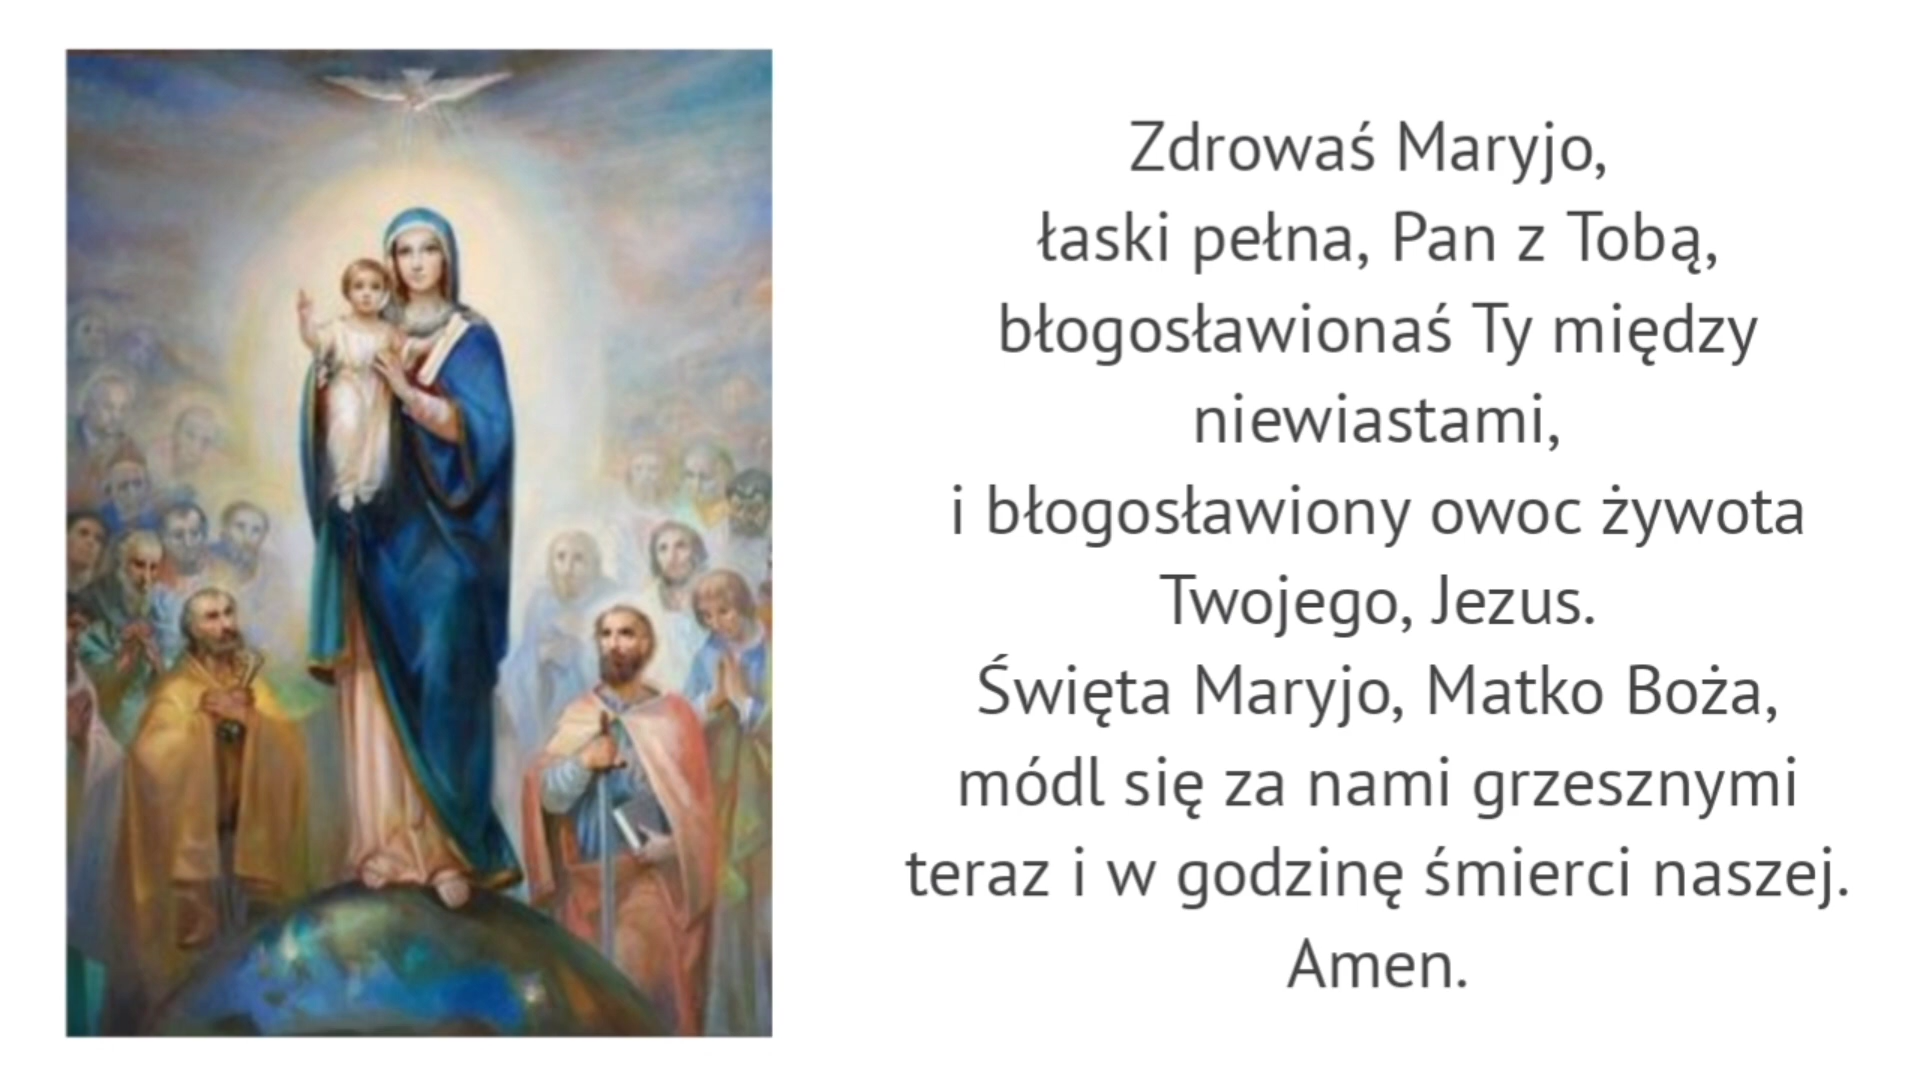 Zdrowaś Maryjo,
łaski pełna, Pan z Tobą,
błogosławionaś Ty między
niewiastami,
i błogosławiony owoc żywota
Twojego, Jezus.
Święta Maryjo, Matko Boża,
módl się za nami grzesznymi
teraz i w godzinę śmierci naszej.
Amen.